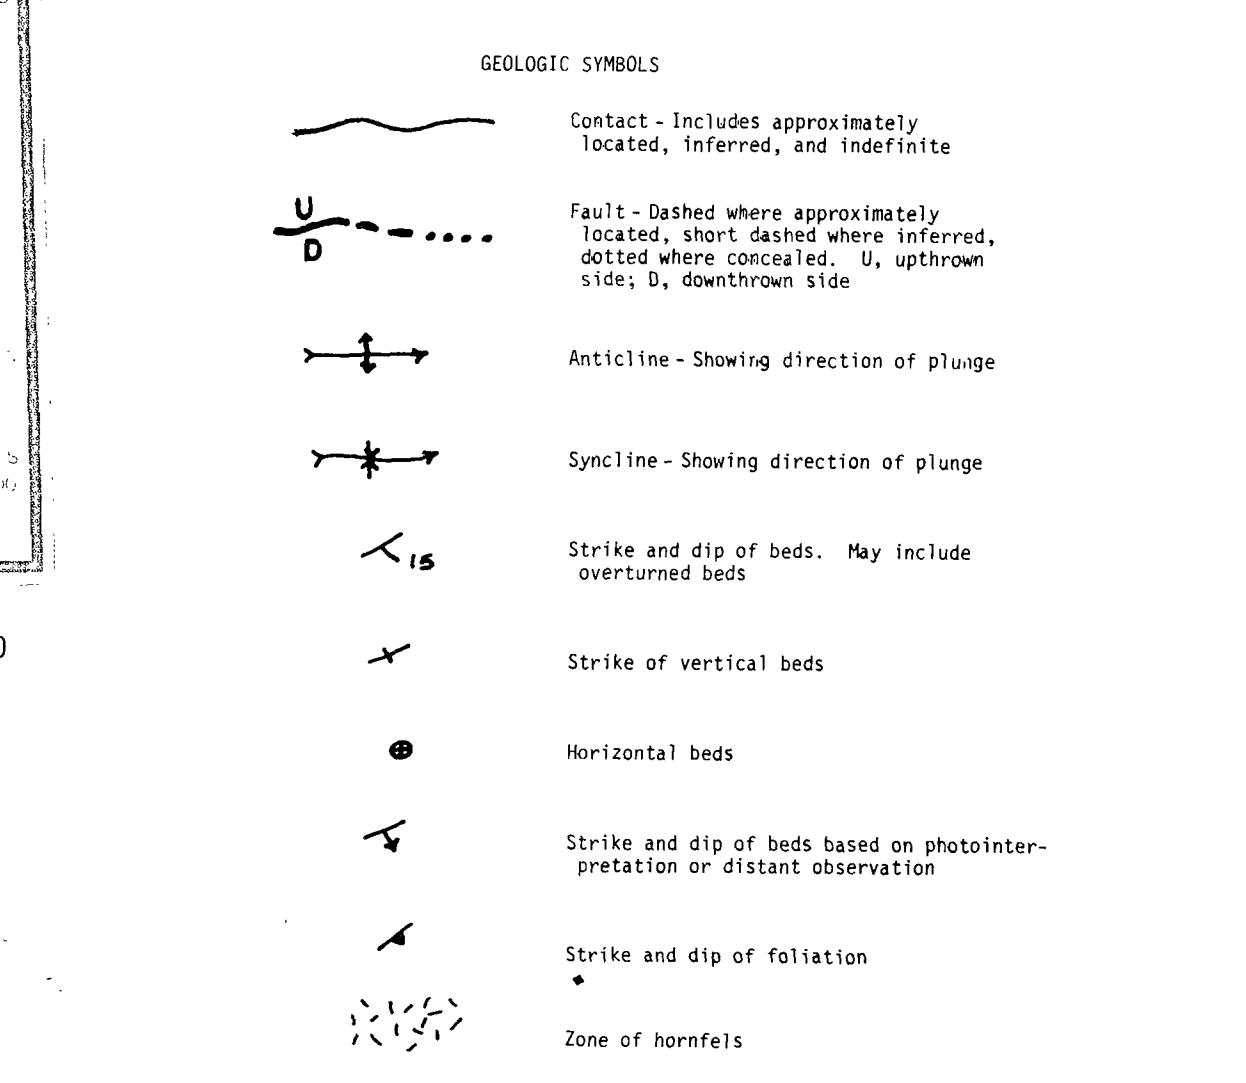 GEOLOGIC SYMBOLS
Contact - Includes approximately
located, inferred, and indefinite
U
D
Fault - Dashed where approximately
located, short dashed where inferred,
dotted where concealed. U, upthrown
side; D, downthrown side
Anticline - Showing direction of plunge
Syncline - Showing direction of plunge
15
Strike and dip of beds. May include
overturned beds
Strike of vertical beds
Horizontal beds
Strike and dip of beds based on photointer-
pretation or distant observation
Strike and dip of foliation
Zone of hornfels